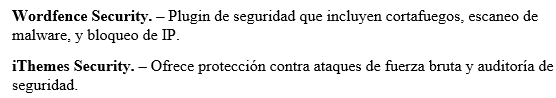 Wordfence Security. – Plugin de seguridad que incluyen cortafuegos, escaneo de
malware, y bloqueo de IP.
iThemes Security. – Ofrece protección contra ataques de fuerza bruta y auditoría de
seguridad.